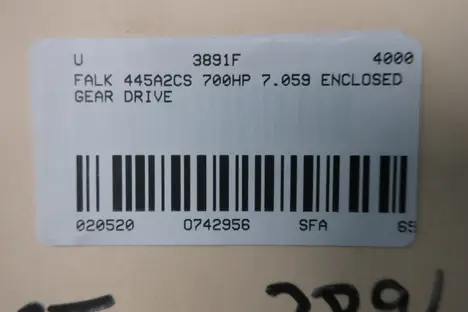 U 3891F 4000
FALK 445A2CS 700HP 7.059 ENCLOSED
GEAR DRIVE
020520 0742956 SFA